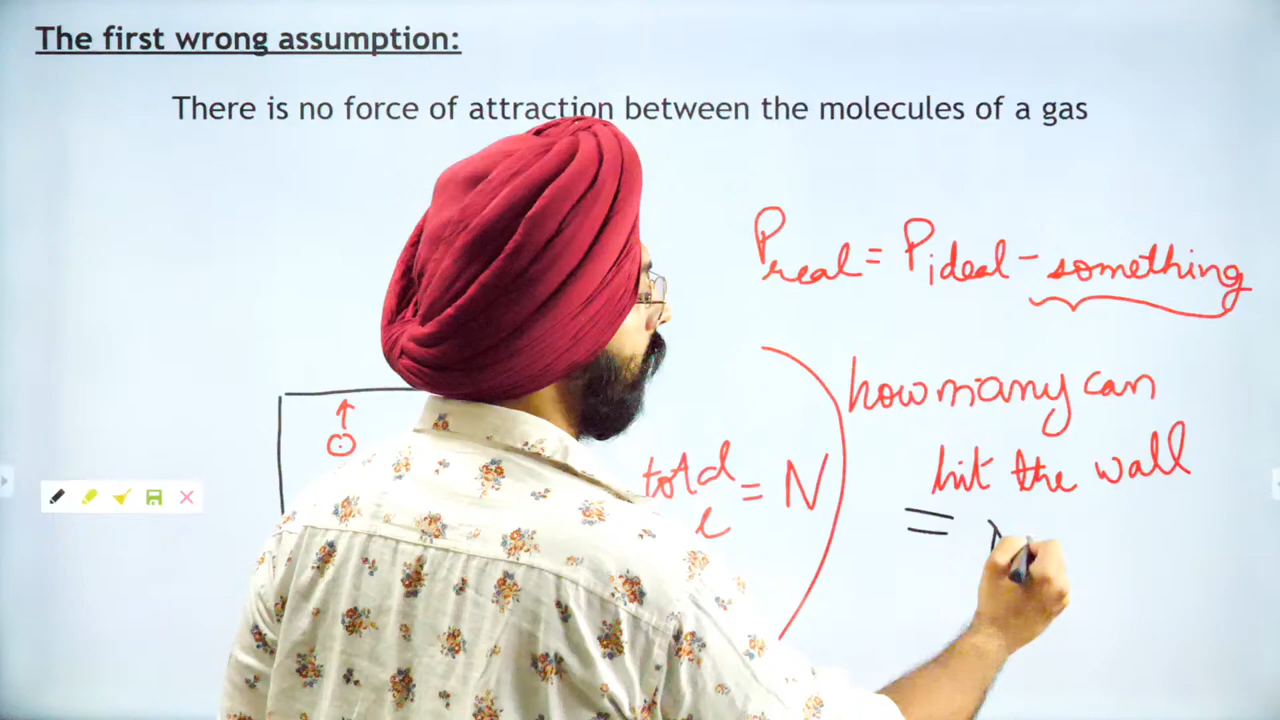 The first wrong assumption:
There is no force of attraction between the molecules of a gas
Preal = Pideal - something
how many can
hit the wall
total = N
=